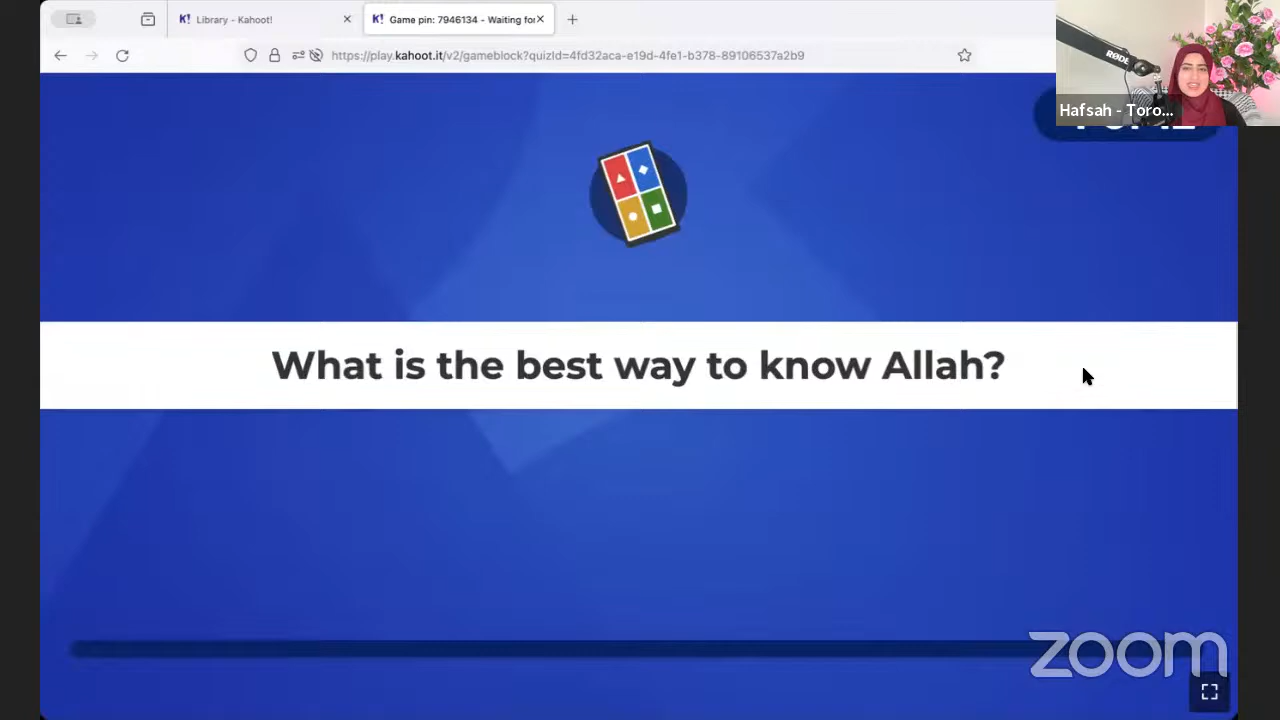 Library - Kahoot!
Game pin: 7946134 - Waiting for
https://play.kahoot.it/v2/gameblock?quizId=4fd32aca-e19d-4fe1-b378-89106537a2b9
RØDE
Hafsah - Toro...
What is the best way to know Allah?
zoom